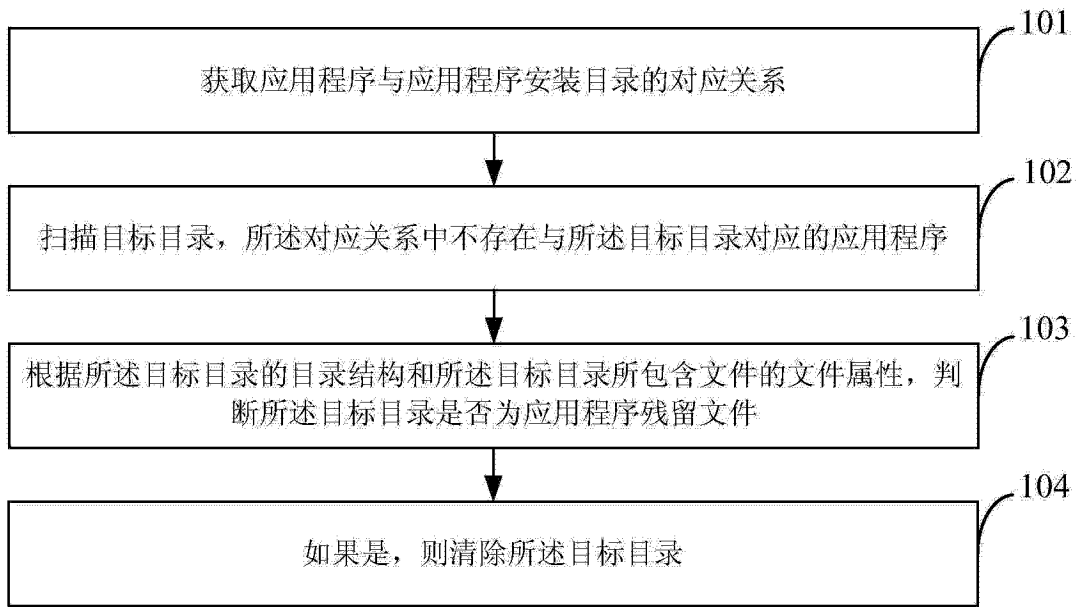 101
获取应用程序与应用程序安装目录的对应关系
102
扫描目标目录，所述对应关系中不存在与所述目标目录对应的应用程序
103
根据所述目标目录的目录结构和所述目标目录所包含文件的文件属性，判
断所述目标目录是否为应用程序残留文件
104
如果是，则清除所述目标目录